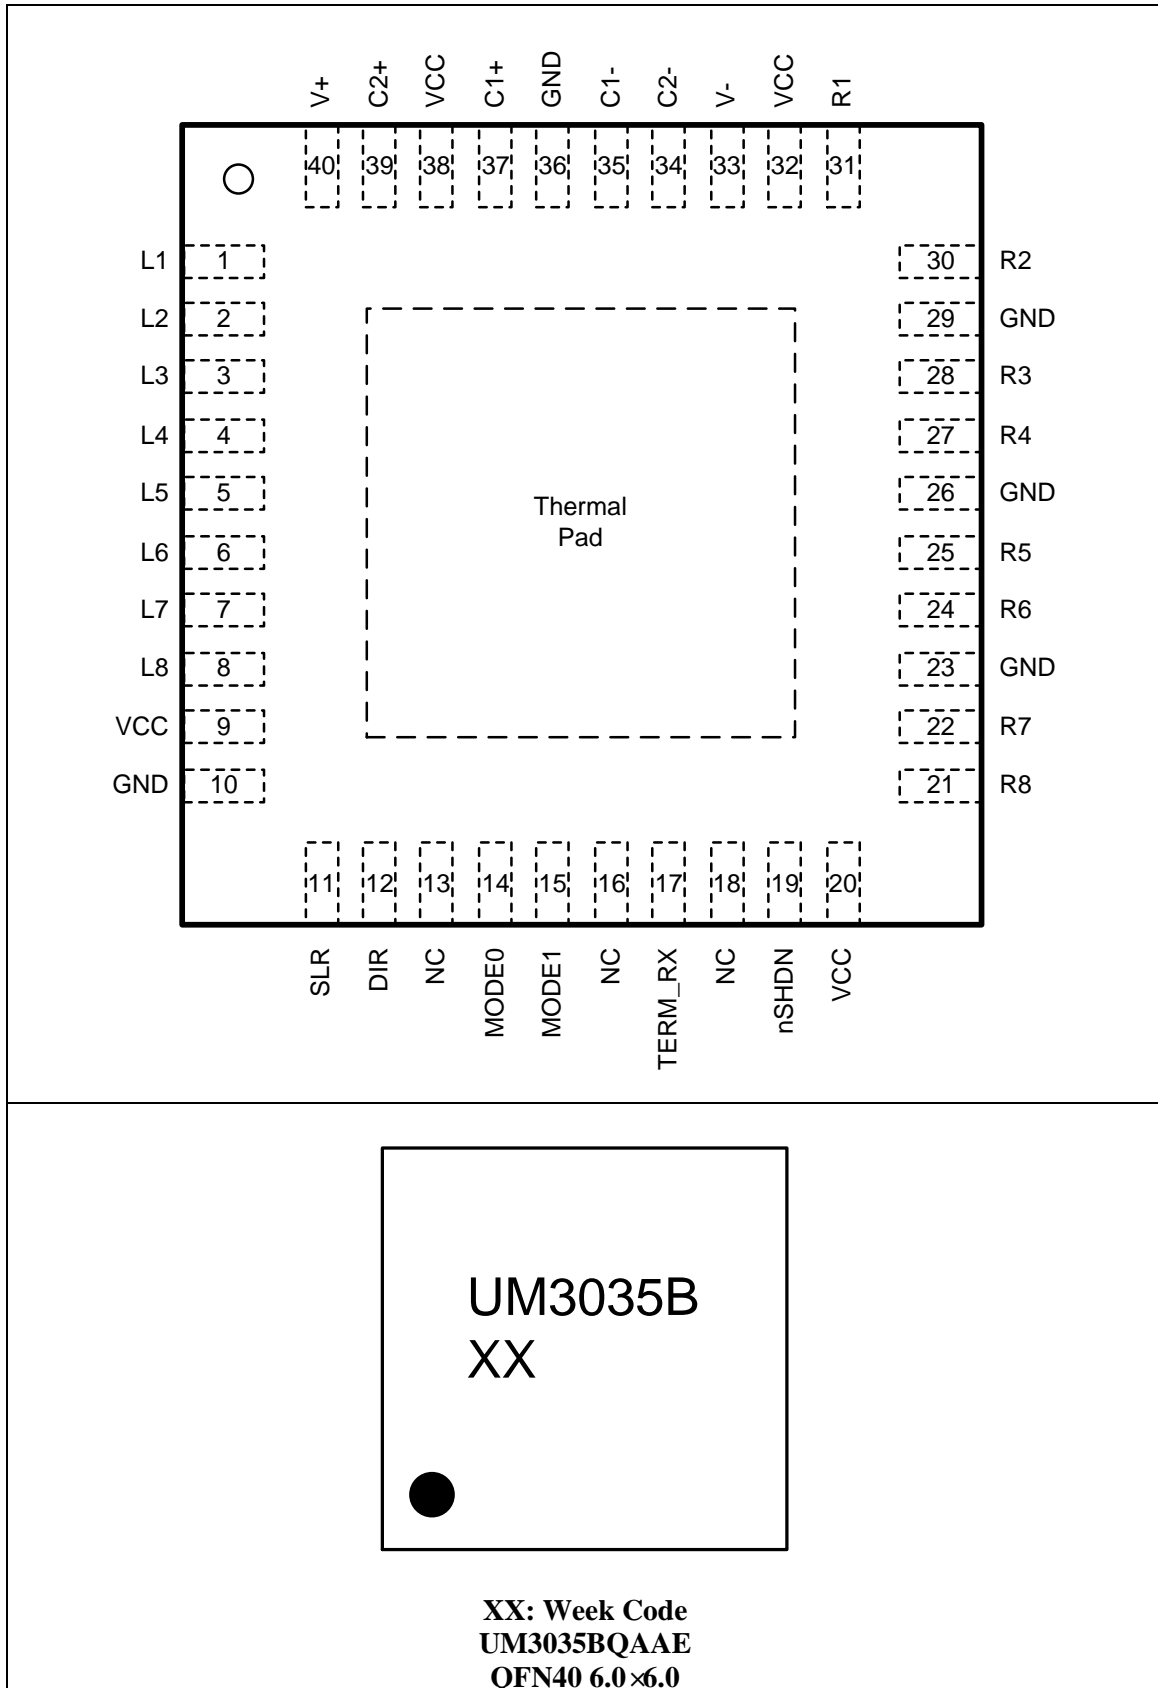 V+ C2+ VCC C1+ GND C1- C2- V- VCC R1
40 39 38 37 36 35 34 33 32 31
L1 1 30 R2
L2 2 29 GND
L3 3 28 R3
L4 4 27 R4
L5 5 26 GND
Thermal
Pad
L6 6 25 R5
L7 7 24 R6
L8 8 23 GND
VCC 9 22 R7
GND 10 21 R8
11 12 13 14 15 16 17 18 19 20
SLR DIR NC MODE0 MODE1 NC TERM_RX NC nSHDN VCC
UM3035B
XX
XX: Week Code
UM3035BQAAE
QFN40 6.0×6.0